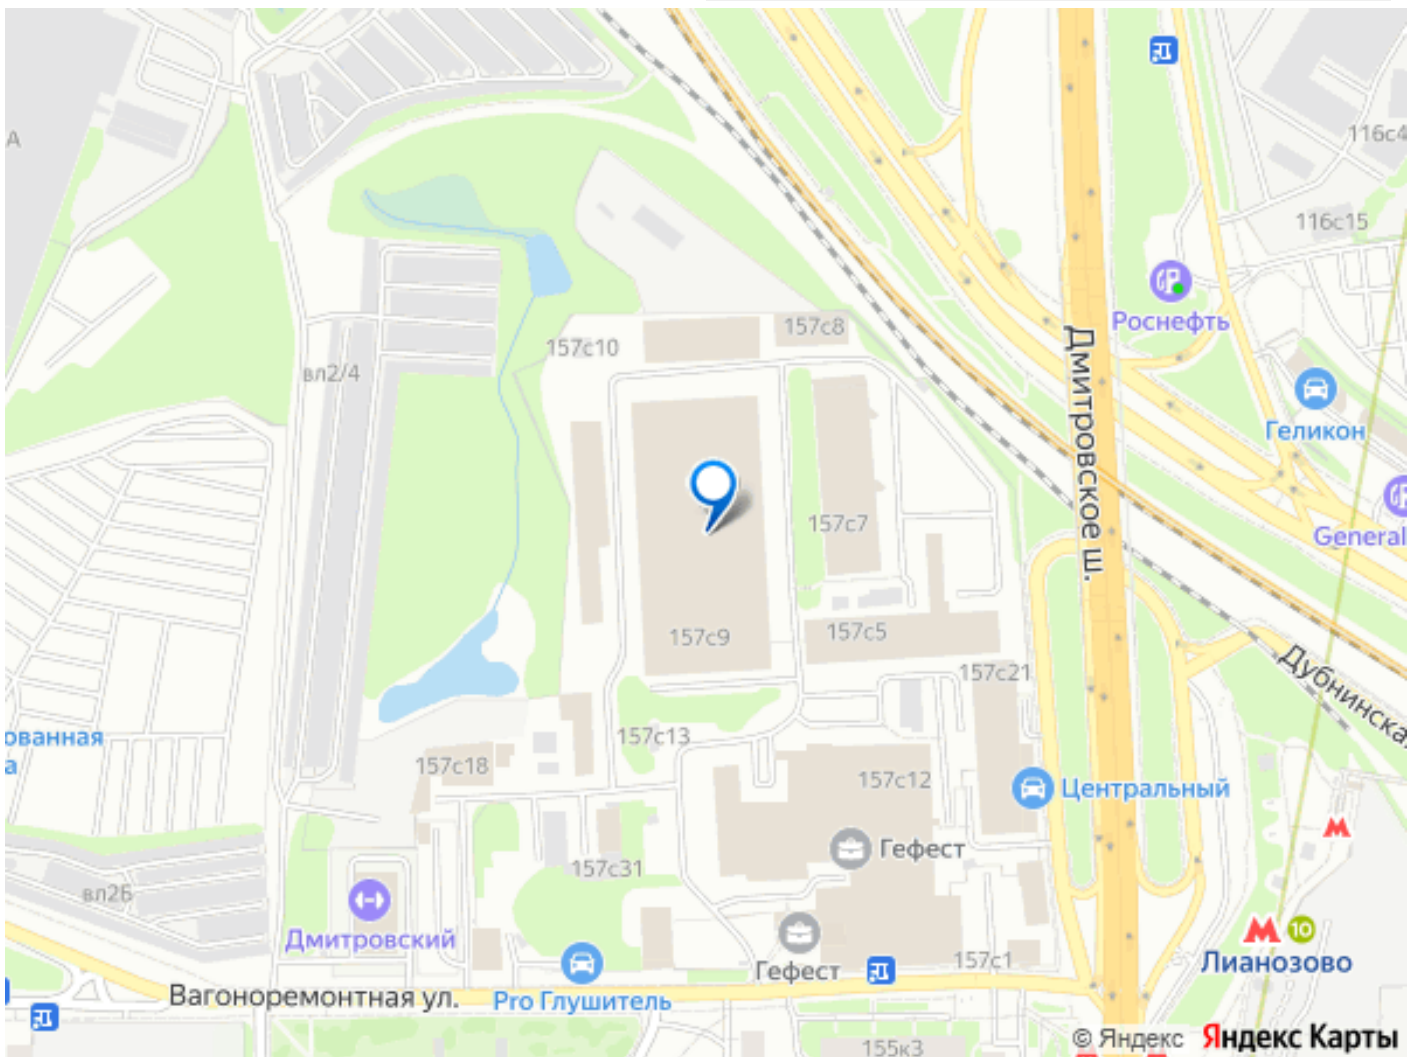 А
116с4
116с15
Роснефть
157с8
157с10
вл2/4
Дмитровское ш.
Геликон
157с7
General
157с9
157с5
157с21
Дубнинская
ованная
а
157с13
157с18
157с12
Центральный
Гефест
157с31
вл2Б
Дмитровский
М
М 10
Лианозово
Гефест
157с1
Вагоноремонтная ул.
Pro Глушитель
155к3
© Яндекс Яндекс Карты